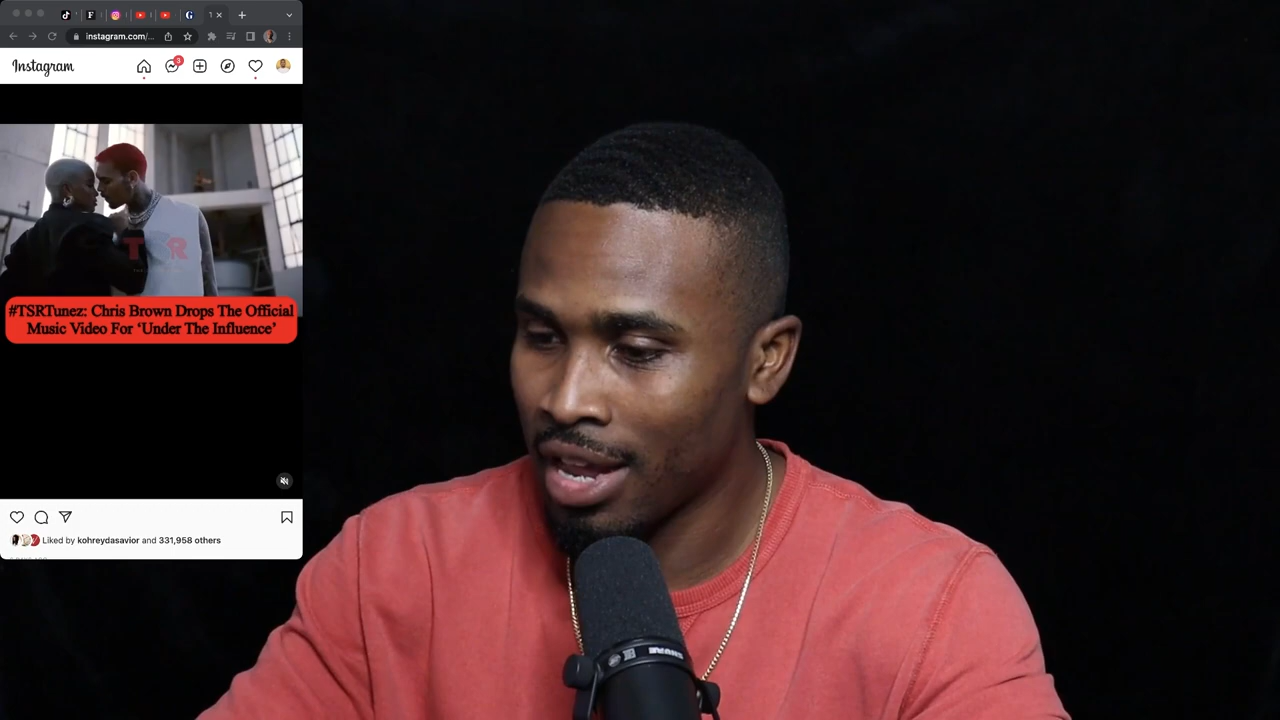 instagram.com/...
Instagram
3
#TSRTunez: Chris Brown Drops The Official
Music Video For ‘Under The Influence’
Liked by kohreydasavior and 331,958 others